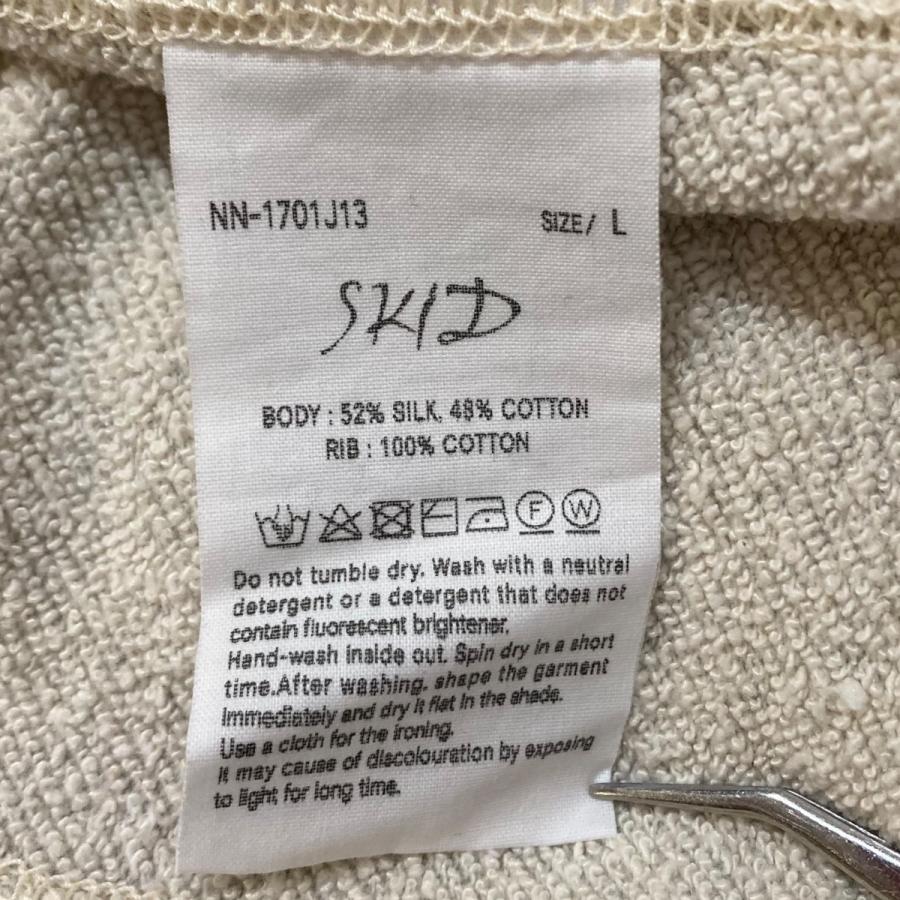 NN-1701J13
SIZE/ L
SKID
BODY : 52% SILK, 48% COTTON
RIB : 100% COTTON
F W
Do not tumble dry. Wash with a neutral
detergent or a detergent that does not
contain fluorescent brightener.
Hand-wash inside out. Spin dry in a short
time.After washing. shape the garment
Immediately and dry it flat in the shade.
Use a cloth for the ironing.
It may cause of discolouration by exposing
to light for long time.